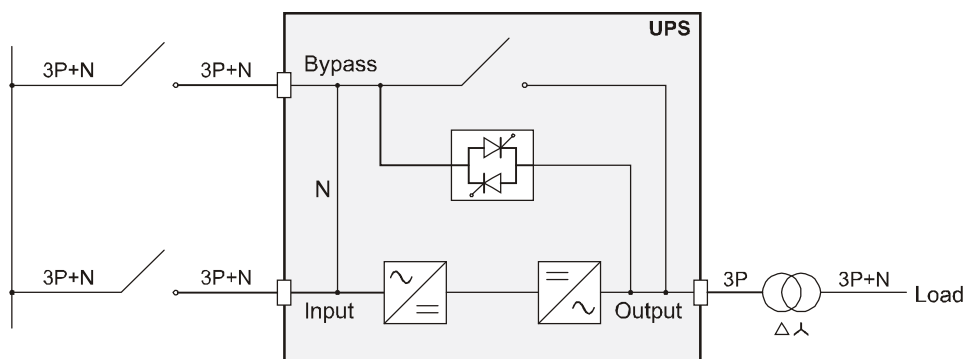 UPS
3P+N
3P+N
Bypass
N
3P+N
3P+N
Input
Output
3P
3P+N
Load